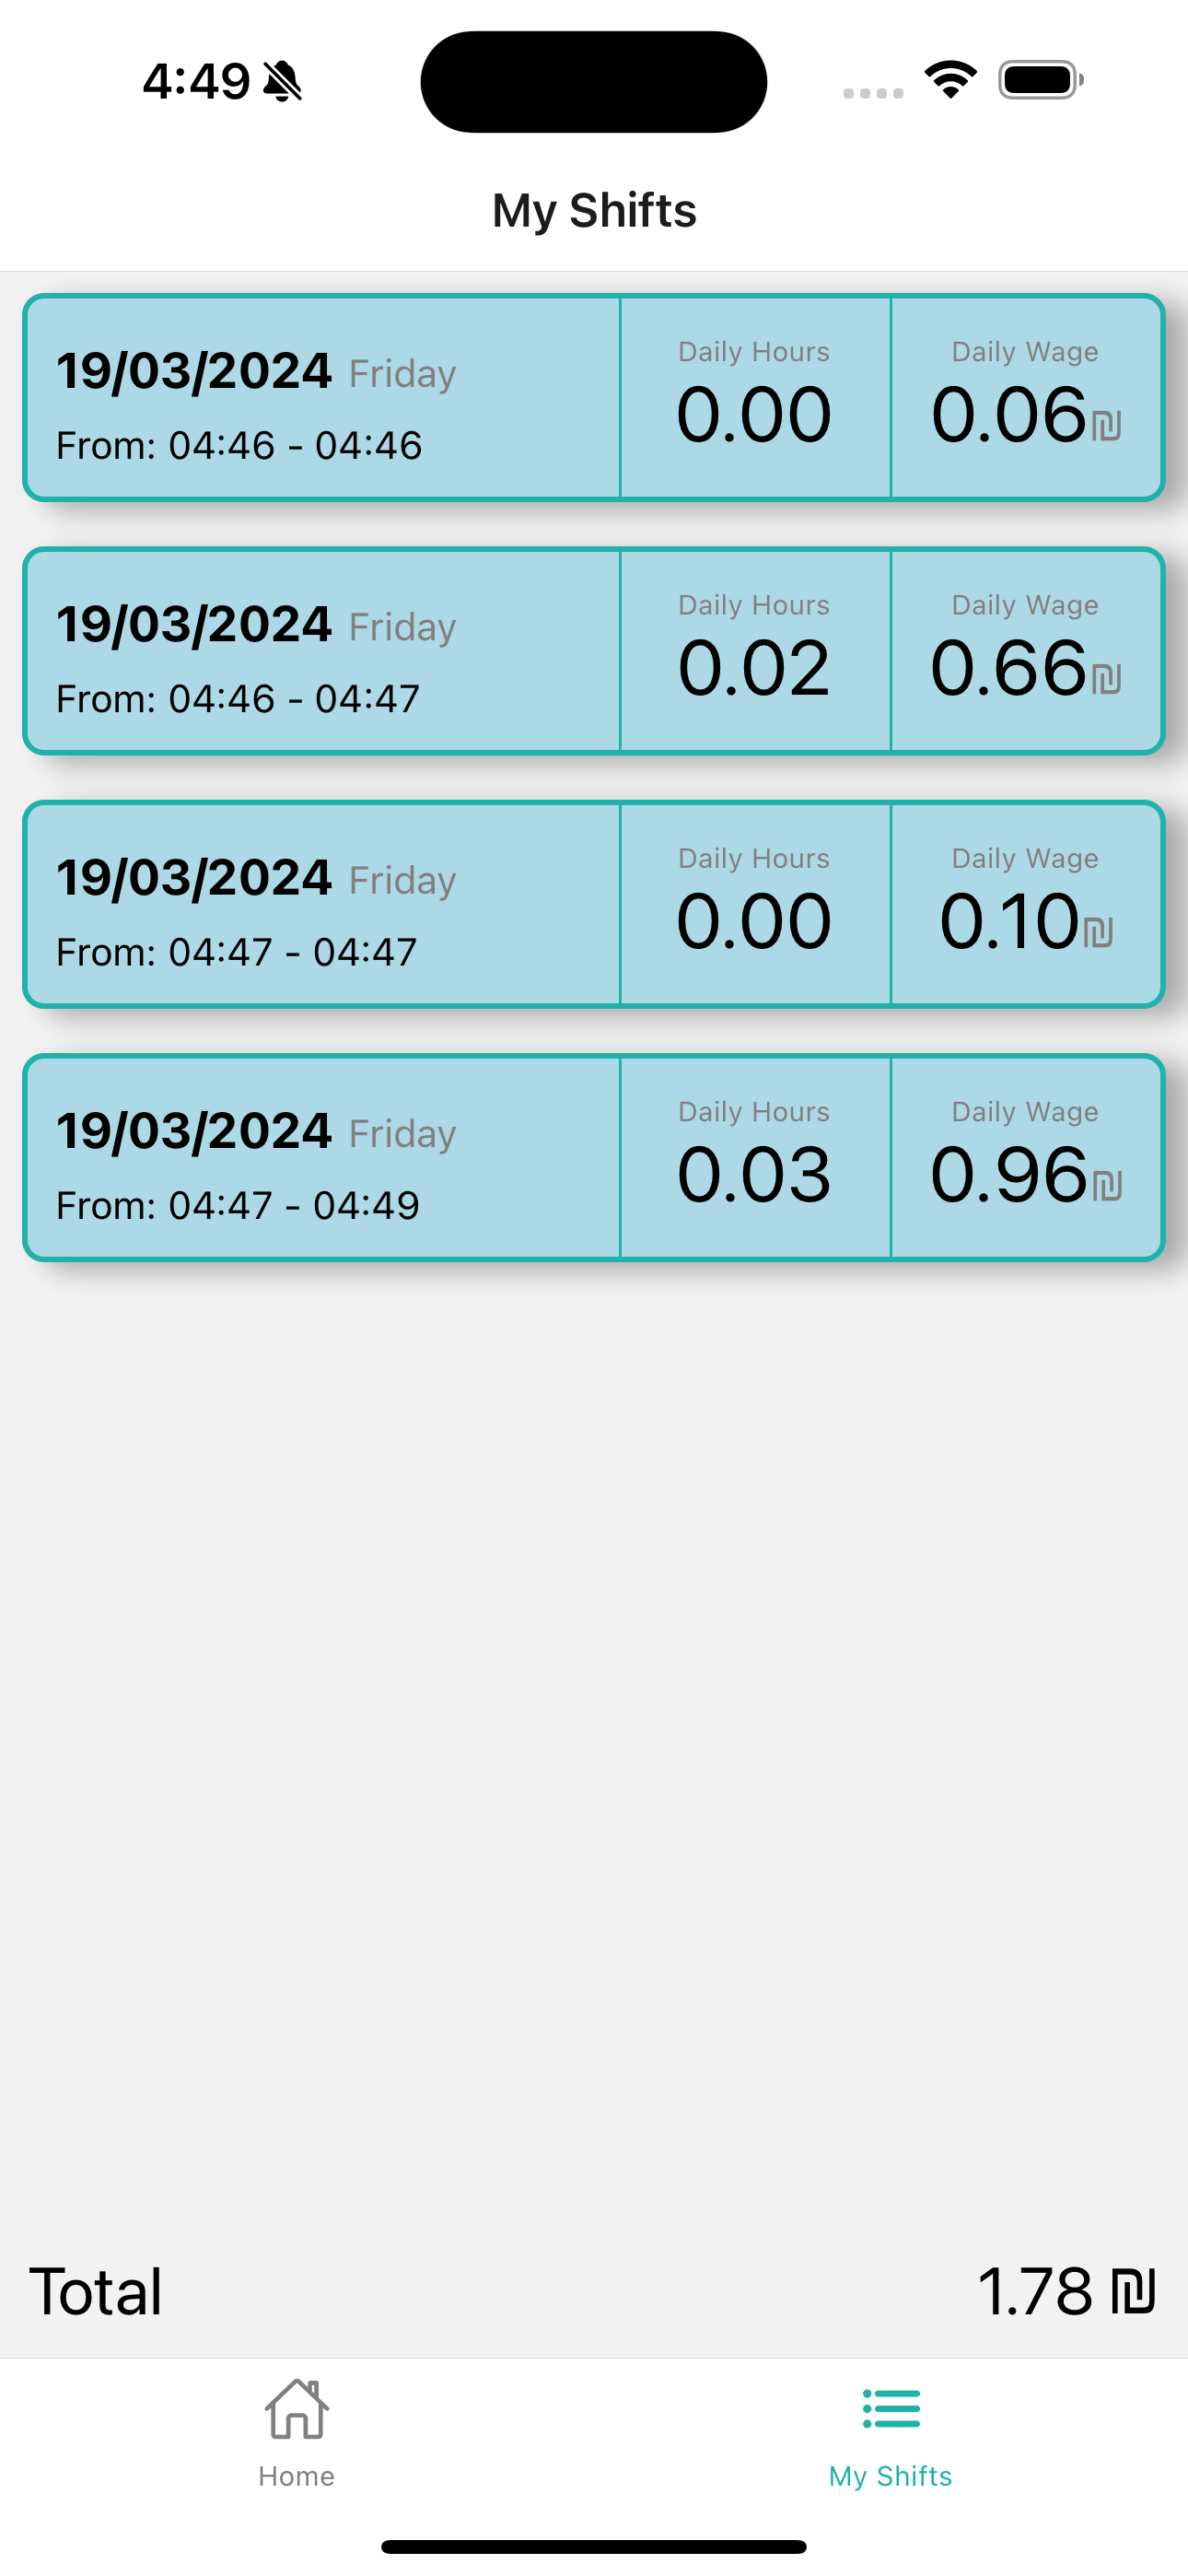 4:49
My Shifts
19/03/2024 Friday
From: 04:46 - 04:46
Daily Hours
0.00
Daily Wage
0.06₪
19/03/2024 Friday
From: 04:46 - 04:47
Daily Hours
0.02
Daily Wage
0.66₪
19/03/2024 Friday
From: 04:47 - 04:47
Daily Hours
0.00
Daily Wage
0.10₪
19/03/2024 Friday
From: 04:47 - 04:49
Daily Hours
0.03
Daily Wage
0.96₪
Total 1.78 ₪
Home
My Shifts